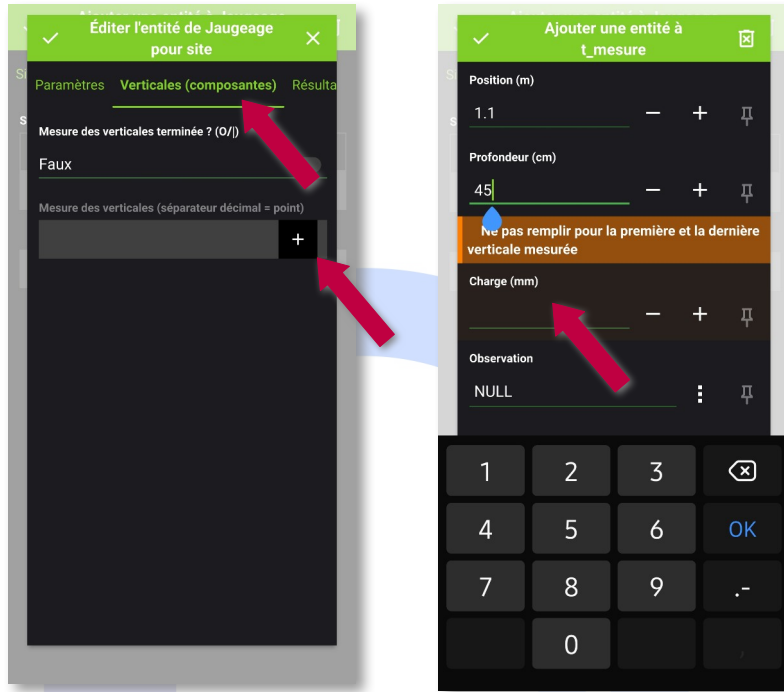 Éditer l'entité de Jaugeage
pour site
Paramètres Verticales (composantes) Résulta
Mesure des verticales terminée ? (O/|)
Faux
Mesure des verticales (séparateur décimal = point)
+
Ajouter une entité à
t_mesure
Position (m)
1.1 − +
Profondeur (cm)
45 − +
Ne pas remplir pour la première et la dernière
verticale mesurée
Charge (mm)
− +
Observation
NULL
1 2 3
4 5 6 OK
7 8 9 .-
0 ,